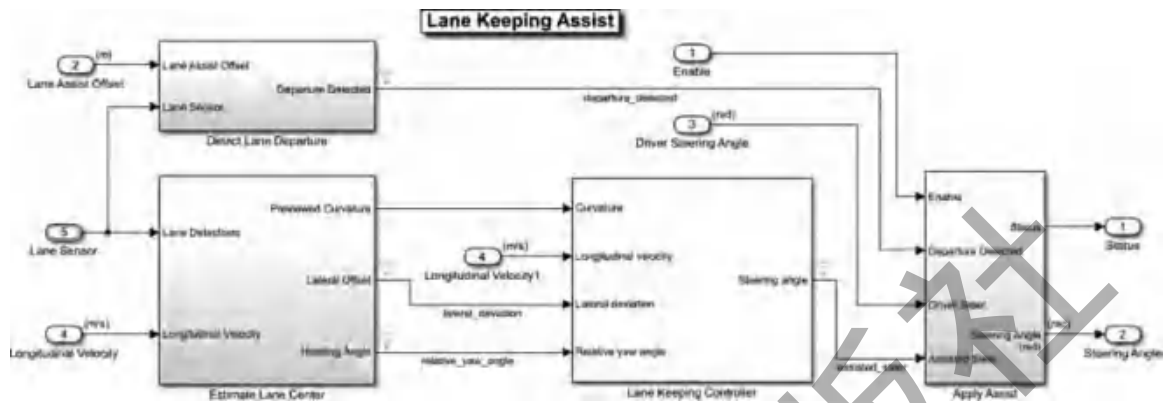 Lane Keeping Assist
2
(m)
Lane Assist Offset
Lane Assist Offset
Lane Sensor
Departure Detected
Detect Lane Departure
departure_detected
1
Enable
3
(rad)
Driver Steering Angle
5
Lane Sensor
4
(m/s)
Longitudinal Velocity
Lane Detections
Longitudinal Velocity
Previewed Curvature
Lateral Offset
Heading Angle
Estimate Lane Center
lateral_deviation
relative_yaw_angle
4
(m/s)
Longitudinal Velocity1
Curvature
Longitudinal velocity
Lateral deviation
Relative yaw angle
Steering angle
Lane Keeping Controller
assisted_steer
Enable
Departure Detected
Driver Steer
Assisted Steer
Status
Steering Angle
(rad)
Apply Assist
1
Status
(rad)
2
Steering Angle
社